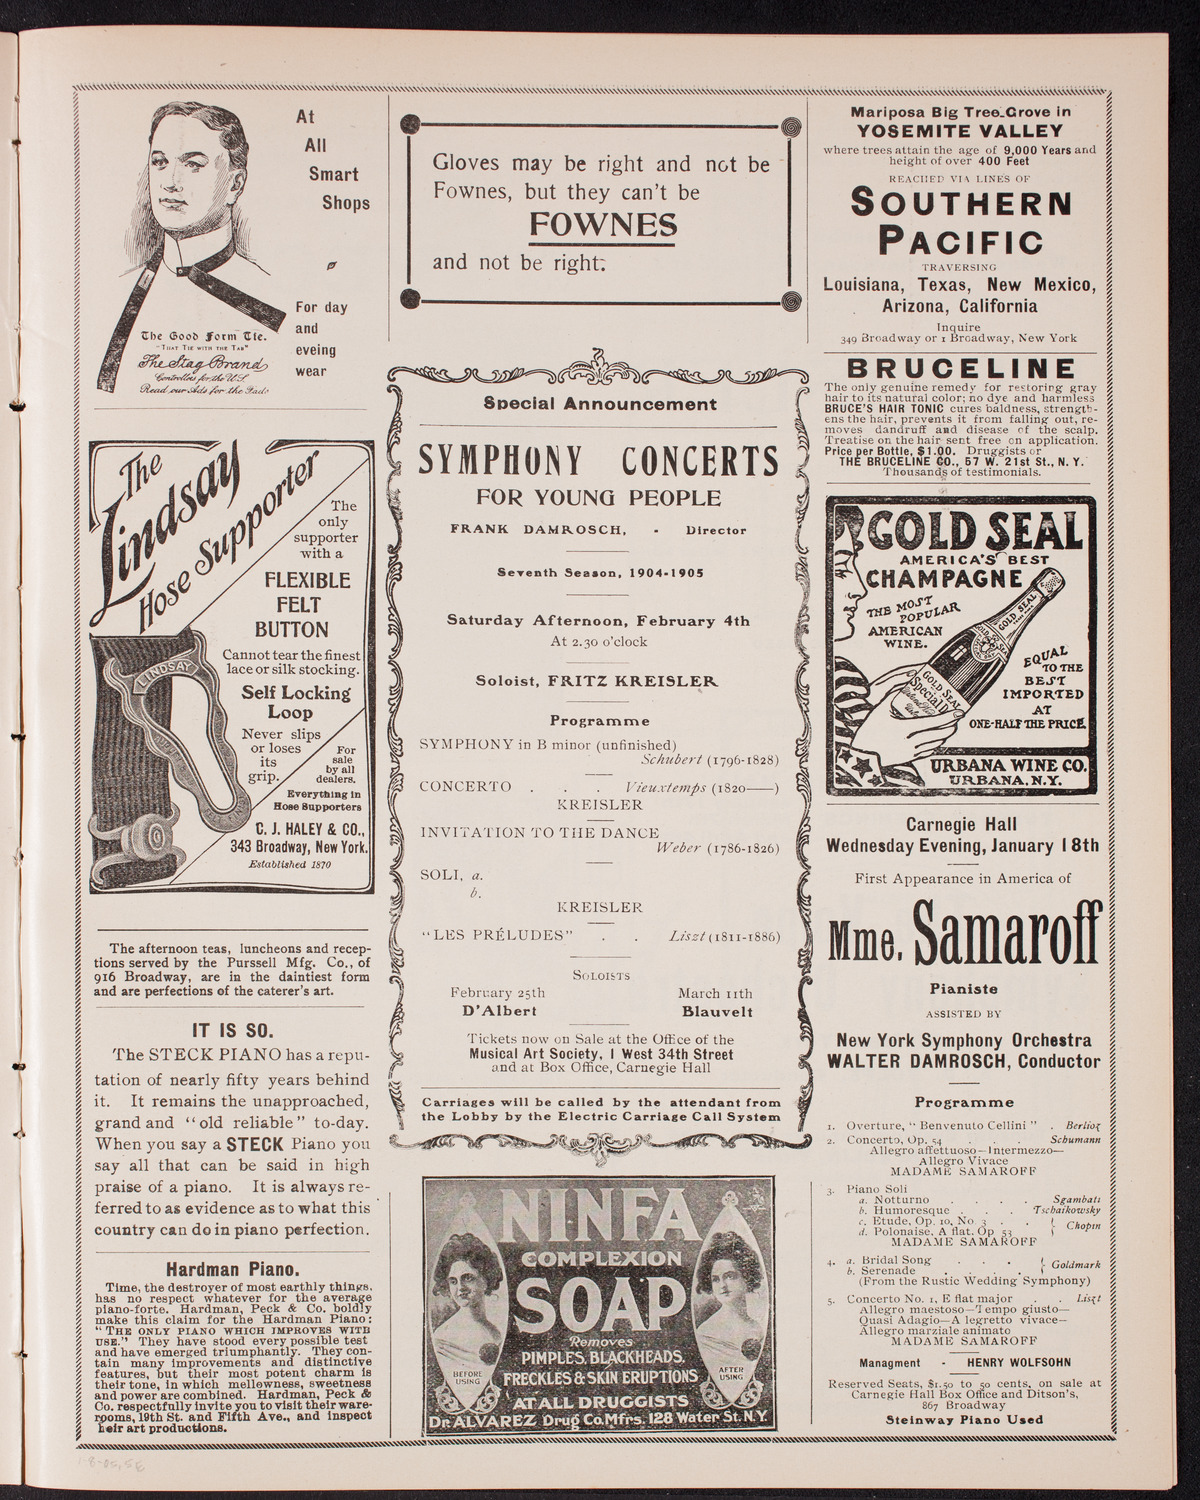 At
All
Smart
Shops
For day
and
eveing
wear
The Good Form Tie.
"That Tie with the Tab"
The Stag Brand
Controllers for the U.S.
Read our Ads for the Fads
The
Lindsay
Hose Supporter
The
only
supporter
with a
FLEXIBLE
FELT
BUTTON
Cannot tear the finest
lace or silk stocking.
Self Locking
Loop
Never slips
or loses
its
grip.
For
sale
by all
dealers.
Everything in
Hose Supporters
C. J. HALEY & CO.,
343 Broadway, New York.
Established 1870
LINDSAY
The afternoon teas, luncheons and recep-
tions served by the Purssell Mfg. Co., of
916 Broadway, are in the daintiest form
and are perfections of the caterer's art.
IT IS SO.
The STECK PIANO has a repu-
tation of nearly fifty years behind
it. It remains the unapproached,
grand and "old reliable" to-day.
When you say a STECK Piano you
say all that can be said in high
praise of a piano. It is always re-
ferred to as evidence as to what this
country can do in piano perfection.
Hardman Piano.
Time, the destroyer of most earthly things,
has no respect whatever for the average
piano-forte. Hardman, Peck & Co. boldly
make this claim for the Hardman Piano:
"THE ONLY PIANO WHICH IMPROVES WITH
USE." They have stood every possible test
and have emerged triumphantly. They con-
tain many improvements and distinctive
features, but their most potent charm is
their tone, in which mellowness, sweetness
and power are combined. Hardman, Peck &
Co. respectfully invite you to visit their ware-
rooms, 19th St. and Fifth Ave., and inspect
heir art productions.
Gloves may be right and not be
Fownes, but they can't be
FOWNES
and not be right.
Special Announcement
SYMPHONY CONCERTS
FOR YOUNG PEOPLE
FRANK DAMROSCH, - Director
Seventh Season, 1904-1905
Saturday Afternoon, February 4th
At 2.30 o'clock
Soloist, FRITZ KREISLER
Programme
SYMPHONY in B minor (unfinished)
Schubert (1796-1828)
CONCERTO . . . Vieuxtemps (1820——)
KREISLER
INVITATION TO THE DANCE
Weber (1786-1826)
SOLI, a.
b.
KREISLER
"LES PRÉLUDES" . . Liszt (1811-1886)
Soloists
February 25th March 11th
D'Albert Blauvelt
Tickets now on Sale at the Office of the
Musical Art Society, 1 West 34th Street
and at Box Office, Carnegie Hall
Carriages will be called by the attendant from
the Lobby by the Electric Carriage Call System
NINFA
COMPLEXION
SOAP
Removes
PIMPLES, BLACKHEADS,
FRECKLES & SKIN ERUPTIONS
BEFORE
USING
AFTER
USING
AT ALL DRUGGISTS
Dr. ALVAREZ Drug Co. Mfrs. 128 Water St. N.Y.
Mariposa Big Tree Grove in
YOSEMITE VALLEY
where trees attain the age of 9,000 Years and
height of over 400 Feet
REACHED VIA LINES OF
SOUTHERN
PACIFIC
TRAVERSING
Louisiana, Texas, New Mexico,
Arizona, California
Inquire
349 Broadway or 1 Broadway, New York
BRUCELINE
The only genuine remedy for restoring gray
hair to its natural color; no dye and harmless
BRUCE'S HAIR TONIC cures baldness, strength-
ens the hair, prevents it from falling out, re-
moves dandruff and disease of the scalp.
Treatise on the hair sent free on application.
Price per Bottle, $1.00. Druggists or
THE BRUCELINE CO., 57 W. 21st St., N. Y.
Thousands of testimonials.
GOLD SEAL
AMERICA'S BEST
CHAMPAGNE
THE MOST
POPULAR
AMERICAN
WINE.
GOLD SEAL
GOLD SEAL
EQUAL
TO THE
BEST
IMPORTED
AT
ONE-HALF THE PRICE
URBANA WINE CO.
URBANA, N.Y.
Carnegie Hall
Wednesday Evening, January 18th
First Appearance in America of
Mme. Samaroff
Pianiste
ASSISTED BY
New York Symphony Orchestra
WALTER DAMROSCH, Conductor
Programme
1. Overture, "Benvenuto Cellini" . Berlioz
2. Concerto, Op. 54 . . . Schumann
Allegro affettuoso—Intermezzo—
Allegro Vivace
MADAME SAMAROFF
3. Piano Soli
a. Notturno . . . . Sgambati
b. Humoresque . . . Tschaikowsky
c. Etude, Op. 10, No. 3 . . } Chopin
d. Polonaise, A flat, Op 53
MADAME SAMAROFF
4. a. Bridal Song . . . } Goldmark
b. Serenade . . . .
(From the Rustic Wedding Symphony)
5. Concerto No. 1, E flat major . Liszt
Allegro maestoso—Tempo giusto—
Quasi Adagio—A legretto vivace—
Allegro marziale animato
MADAME SAMAROFF
Managment - HENRY WOLFSOHN
Reserved Seats, $1.50 to 50 cents, on sale at
Carnegie Hall Box Office and Ditson's,
867 Broadway
Steinway Piano Used
1-8-05, SE